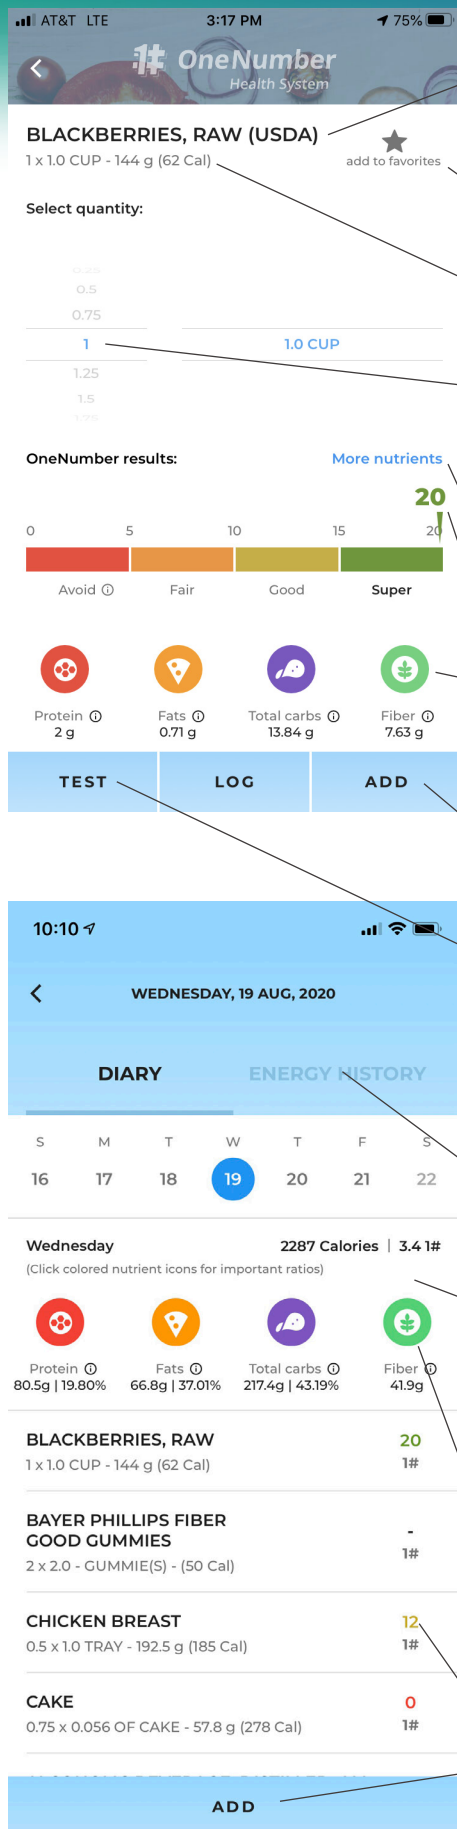 AT&T LTE 3:17 PM 75%
OneNumber
Health System
BLACKBERRIES, RAW (USDA)
1 x 1.0 CUP - 144 g (62 Cal)
add to favorites
Select quantity:
0.25
0.5
0.75
1 1.0 CUP
1.25
1.5
1.75
OneNumber results: More nutrients
20
0 5 10 15 20
Avoid Fair Good Super
Protein Fats Total carbs Fiber
2 g 0.71 g 13.84 g 7.63 g
TEST LOG ADD
10:10
WEDNESDAY, 19 AUG, 2020
DIARY ENERGY HISTORY
S M T W T F S
16 17 18 19 20 21 22
Wednesday 2287 Calories | 3.4 1#
(Click colored nutrient icons for important ratios)
Protein Fats Total carbs Fiber
80.5g | 19.80% 66.8g | 37.01% 217.4g | 43.19% 41.9g
BLACKBERRIES, RAW 20
1 x 1.0 CUP - 144 g (62 Cal) 1#
BAYER PHILLIPS FIBER
GOOD GUMMIES -
2 x 2.0 - GUMMIE(S) - (50 Cal) 1#
CHICKEN BREAST 12
0.5 x 1.0 TRAY - 192.5 g (185 Cal) 1#
CAKE 0
0.75 x 0.056 OF CAKE - 57.8 g (278 Cal) 1#
ADD